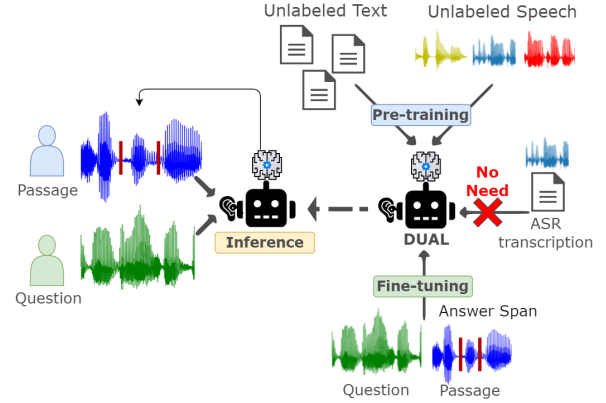 Unlabeled Text
Unlabeled Speech
Pre-training
Passage
No
Need
ASR
transcription
Inference
DUAL
Question
Fine-tuning
Answer Span
Question
Passage